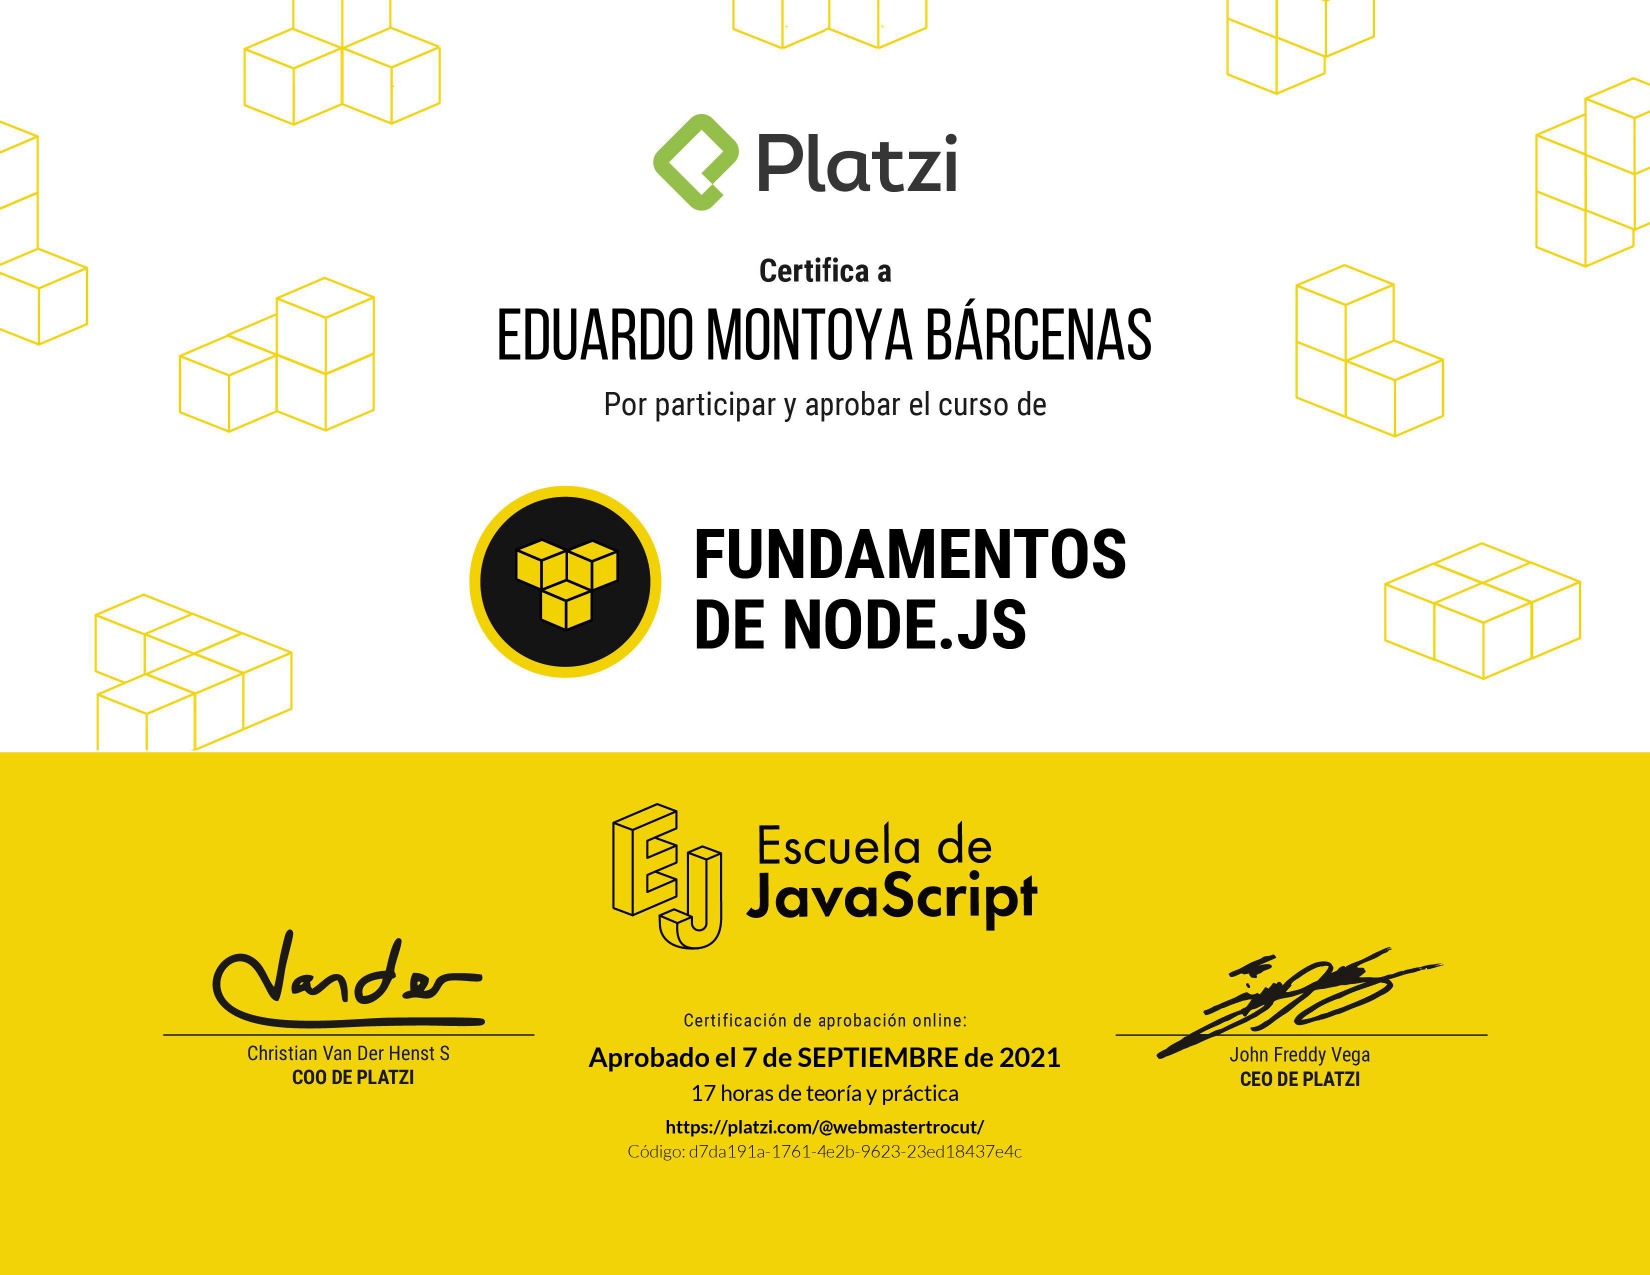 Platzi
Certifica a
EDUARDO MONTOYA BÁRCENAS
Por participar y aprobar el curso de
FUNDAMENTOS
DE NODE.JS
EJ
Escuela de
JavaScript
Vander
Christian Van Der Henst S
COO DE PLATZI
Certificación de aprobación online:
Aprobado el 7 de SEPTIEMBRE de 2021
17 horas de teoría y práctica
https://platzi.com/@webmastertrocut/
Código: d7da191a-1761-4e2b-9623-23ed18437e4c
John Freddy Vega
CEO DE PLATZI